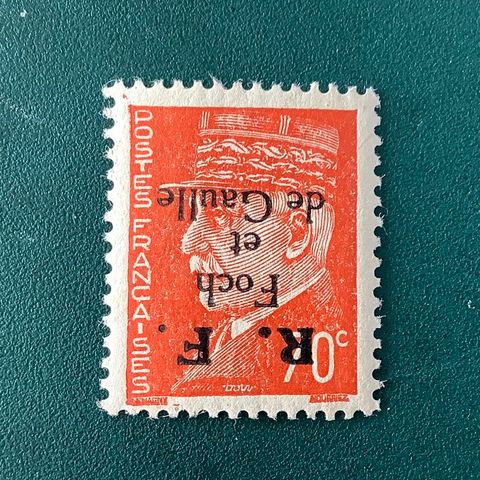 POSTES FRANÇAISES
R. F.
Foch
et
de Gaulle
70c